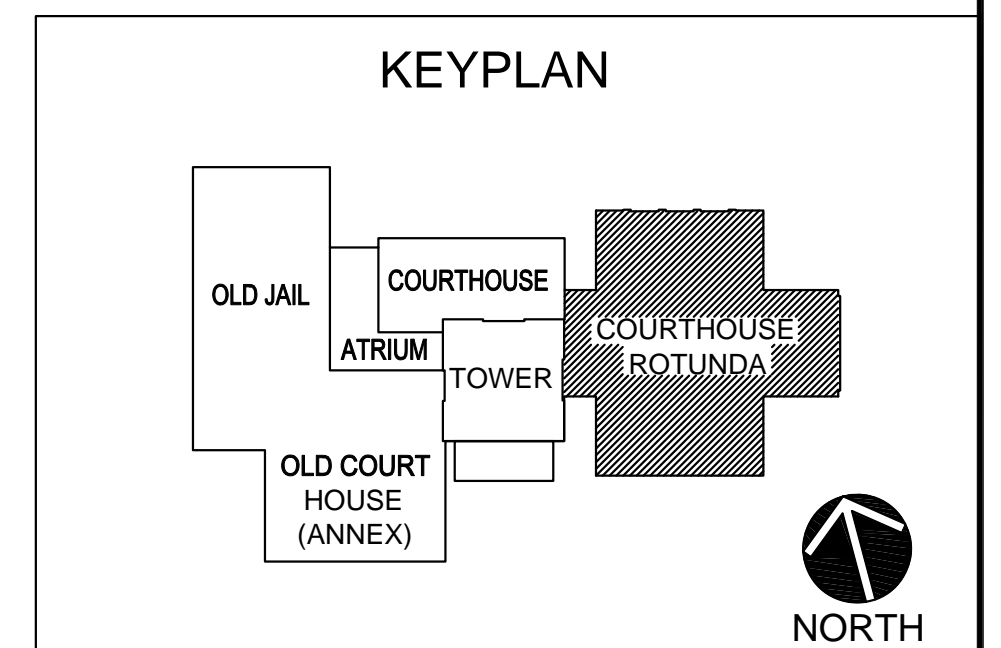 KEYPLAN
OLD JAIL
COURTHOUSE
ATRIUM
TOWER
COURTHOUSE
ROTUNDA
OLD COURT
HOUSE
(ANNEX)
NORTH